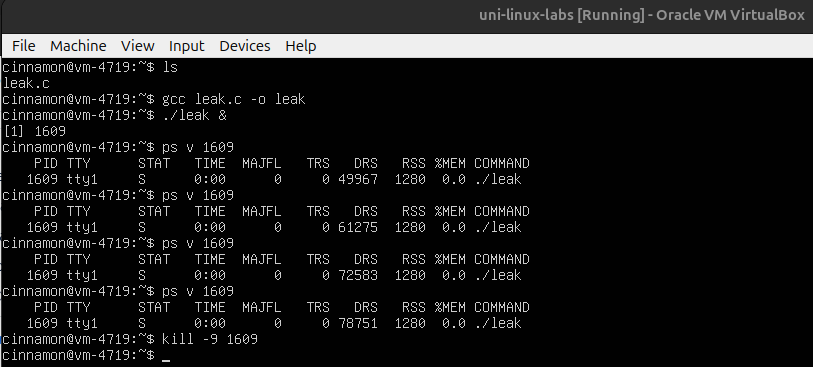 uni-linux-labs [Running] - Oracle VM VirtualBox
File Machine View Input Devices Help
cinnamon@vm-4719:~$ ls
leak.c
cinnamon@vm-4719:~$ gcc leak.c -o leak
cinnamon@vm-4719:~$ ./leak &
[1] 1609
cinnamon@vm-4719:~$ ps v 1609
    PID TTY      STAT   TIME  MAJFL   TRS   DRS   RSS %MEM COMMAND
   1609 tty1     S      0:00      0     0 49967  1280  0.0 ./leak
cinnamon@vm-4719:~$ ps v 1609
    PID TTY      STAT   TIME  MAJFL   TRS   DRS   RSS %MEM COMMAND
   1609 tty1     S      0:00      0     0 61275  1280  0.0 ./leak
cinnamon@vm-4719:~$ ps v 1609
    PID TTY      STAT   TIME  MAJFL   TRS   DRS   RSS %MEM COMMAND
   1609 tty1     S      0:00      0     0 72583  1280  0.0 ./leak
cinnamon@vm-4719:~$ ps v 1609
    PID TTY      STAT   TIME  MAJFL   TRS   DRS   RSS %MEM COMMAND
   1609 tty1     S      0:00      0     0 78751  1280  0.0 ./leak
cinnamon@vm-4719:~$ kill -9 1609
cinnamon@vm-4719:~$ _